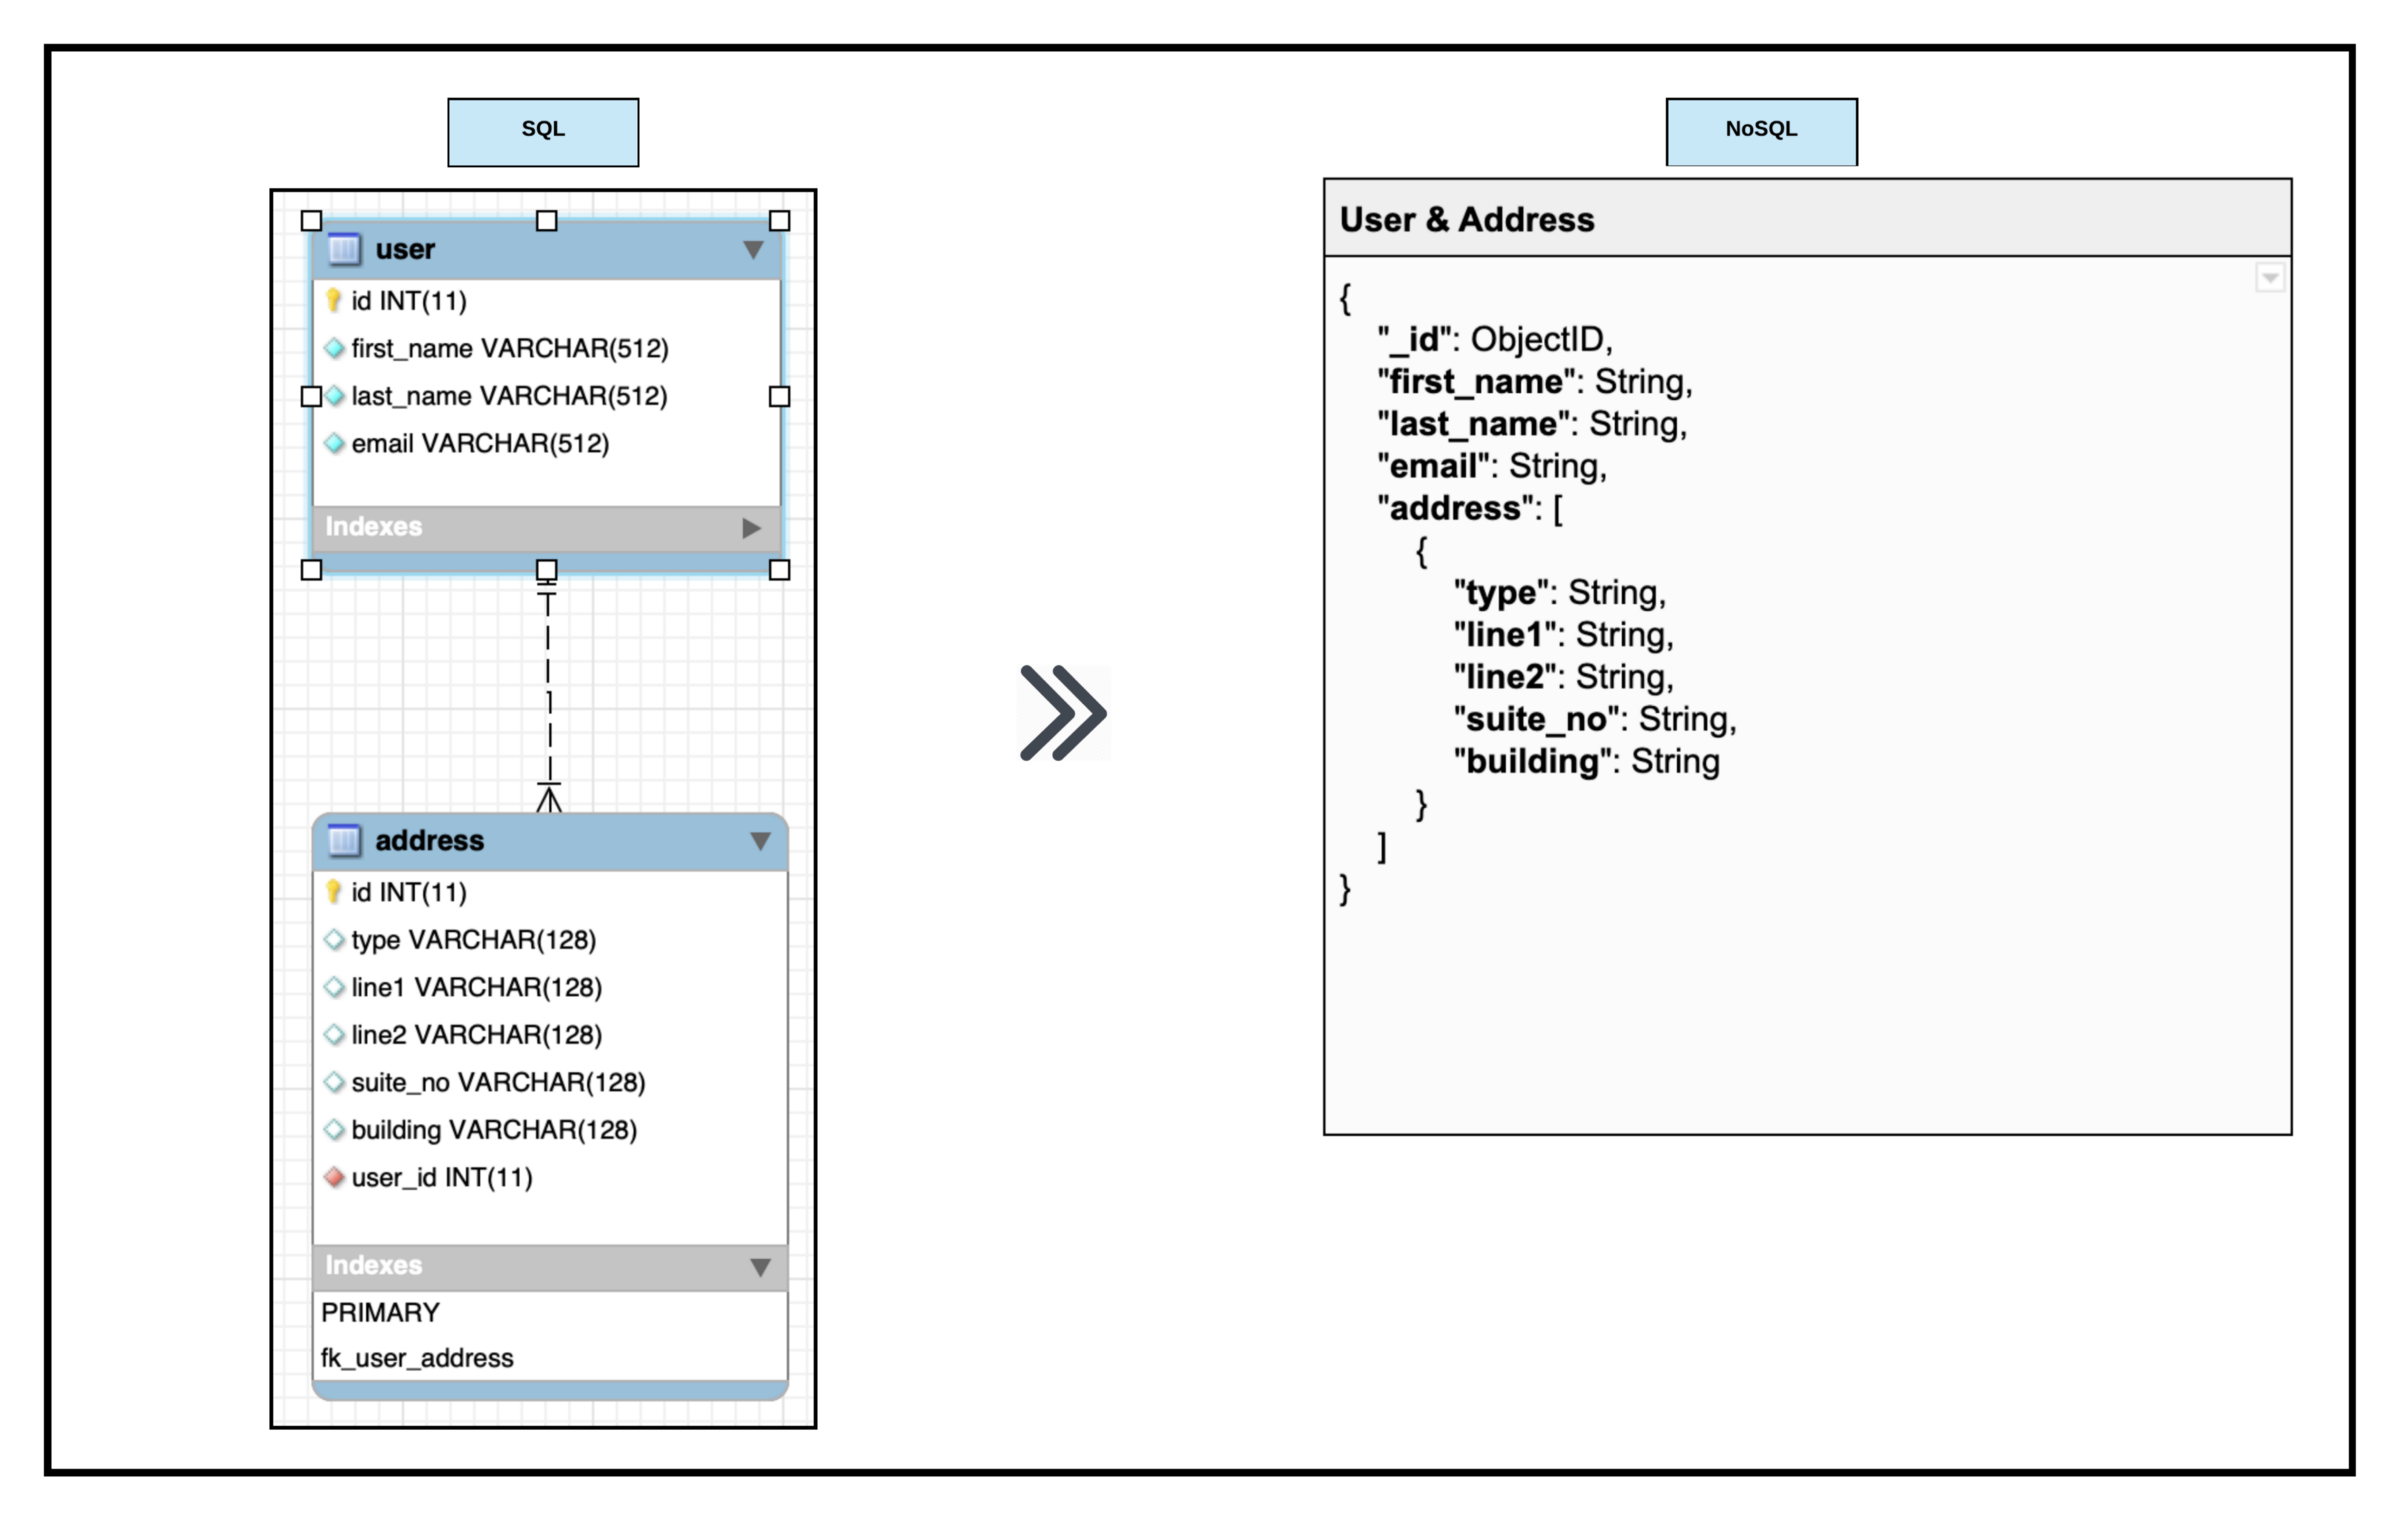 SQL
user
id INT(11)
first_name VARCHAR(512)
last_name VARCHAR(512)
email VARCHAR(512)
Indexes
address
id INT(11)
type VARCHAR(128)
line1 VARCHAR(128)
line2 VARCHAR(128)
suite_no VARCHAR(128)
building VARCHAR(128)
user_id INT(11)
Indexes
PRIMARY
fk_user_address
NoSQL
User & Address
{
"_id": ObjectID,
"first_name": String,
"last_name": String,
"email": String,
"address": [
{
"type": String,
"line1": String,
"line2": String,
"suite_no": String,
"building": String
}
]
}